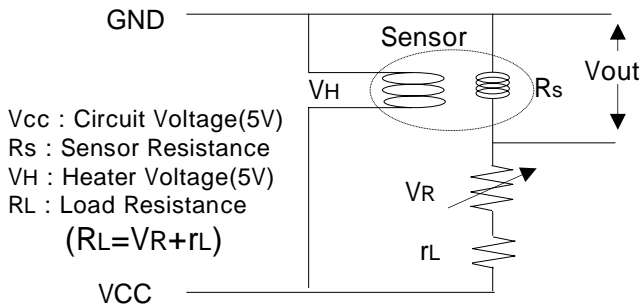 GND
Sensor
VH
Rs
Vout
Vcc : Circuit Voltage(5V)
Rs : Sensor Resistance
VH : Heater Voltage(5V)
RL : Load Resistance
(RL=VR+rL)
VR
rL
VCC